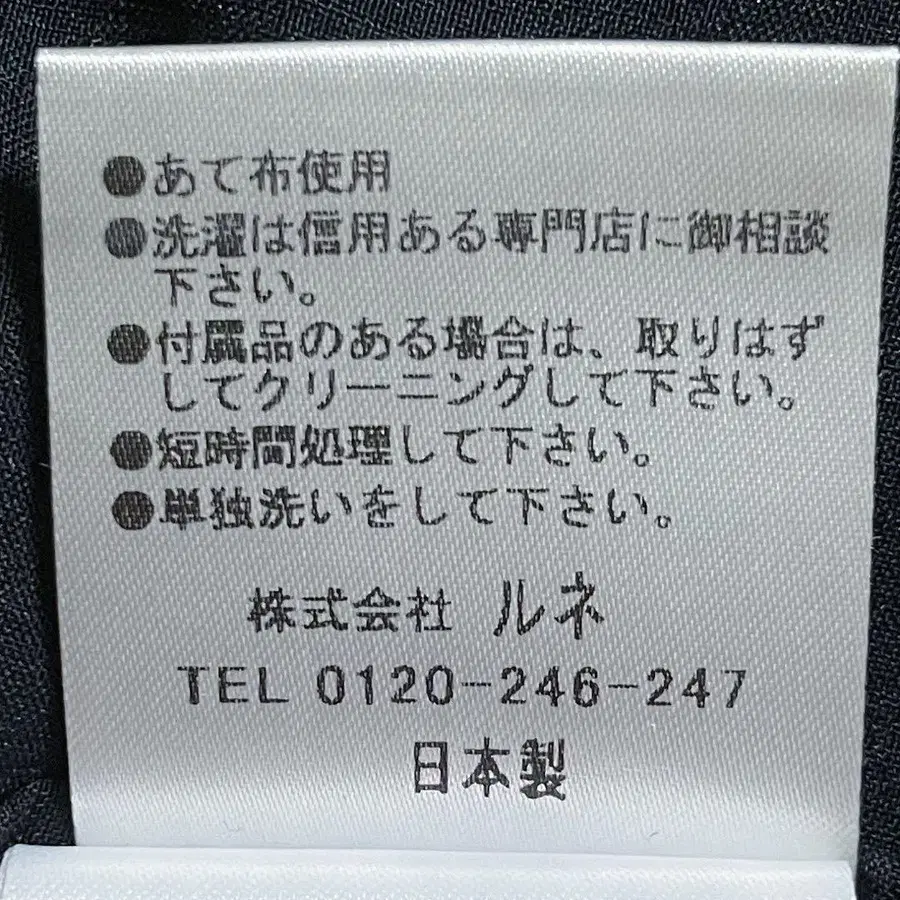 ●あて布使用
●洗濯は信用ある専門店に御相談
下さい。
●付属品のある場合は、取りはず
してクリーニングして下さい。
●短時間処理して下さい。
●単独洗いをして下さい。
株式会社 ルネ
TEL 0120-246-247
日本製